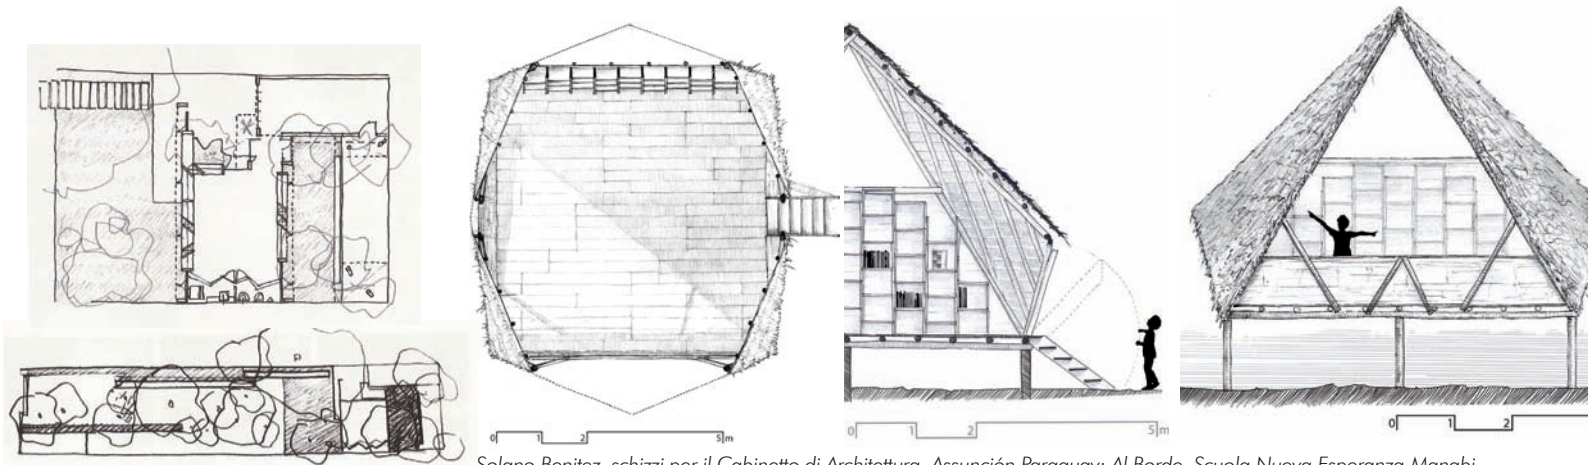 0 1 2 5 m
0 1 2 5 m
0 1 2
Solano Benitez, schizzi per il Gabinetto di Architettura, Assunción Paraguay; Al Borde, Scuola Nueva Esperanza Manabi